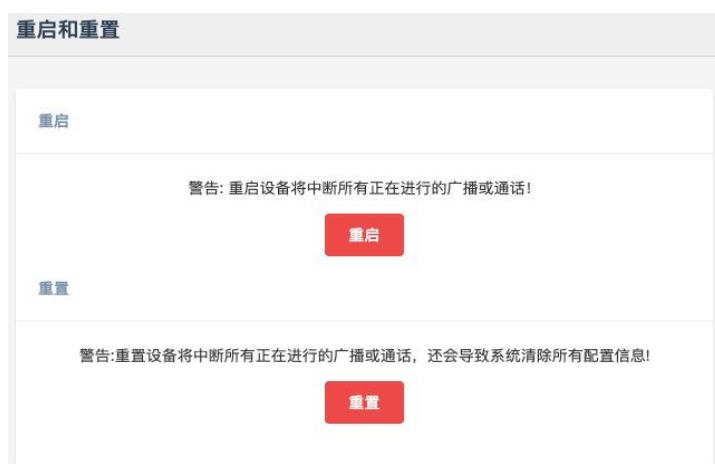 重启和重置
重启
警告: 重启设备将中断所有正在进行的广播或通话!
重启
重置
警告:重置设备将中断所有正在进行的广播或通话，还会导致系统清除所有配置信息!
重置